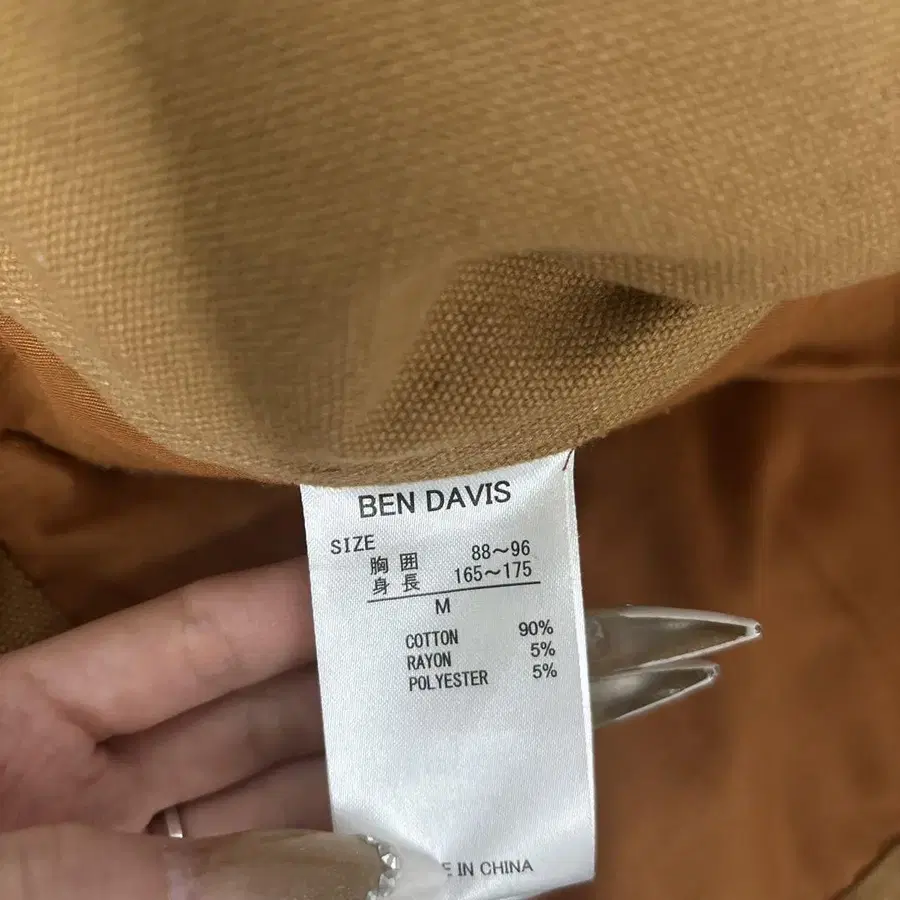 BEN DAVIS
SIZE
胸囲 88～96
身長 165～175
M
COTTON 90%
RAYON 5%
POLYESTER 5%
IN CHINA